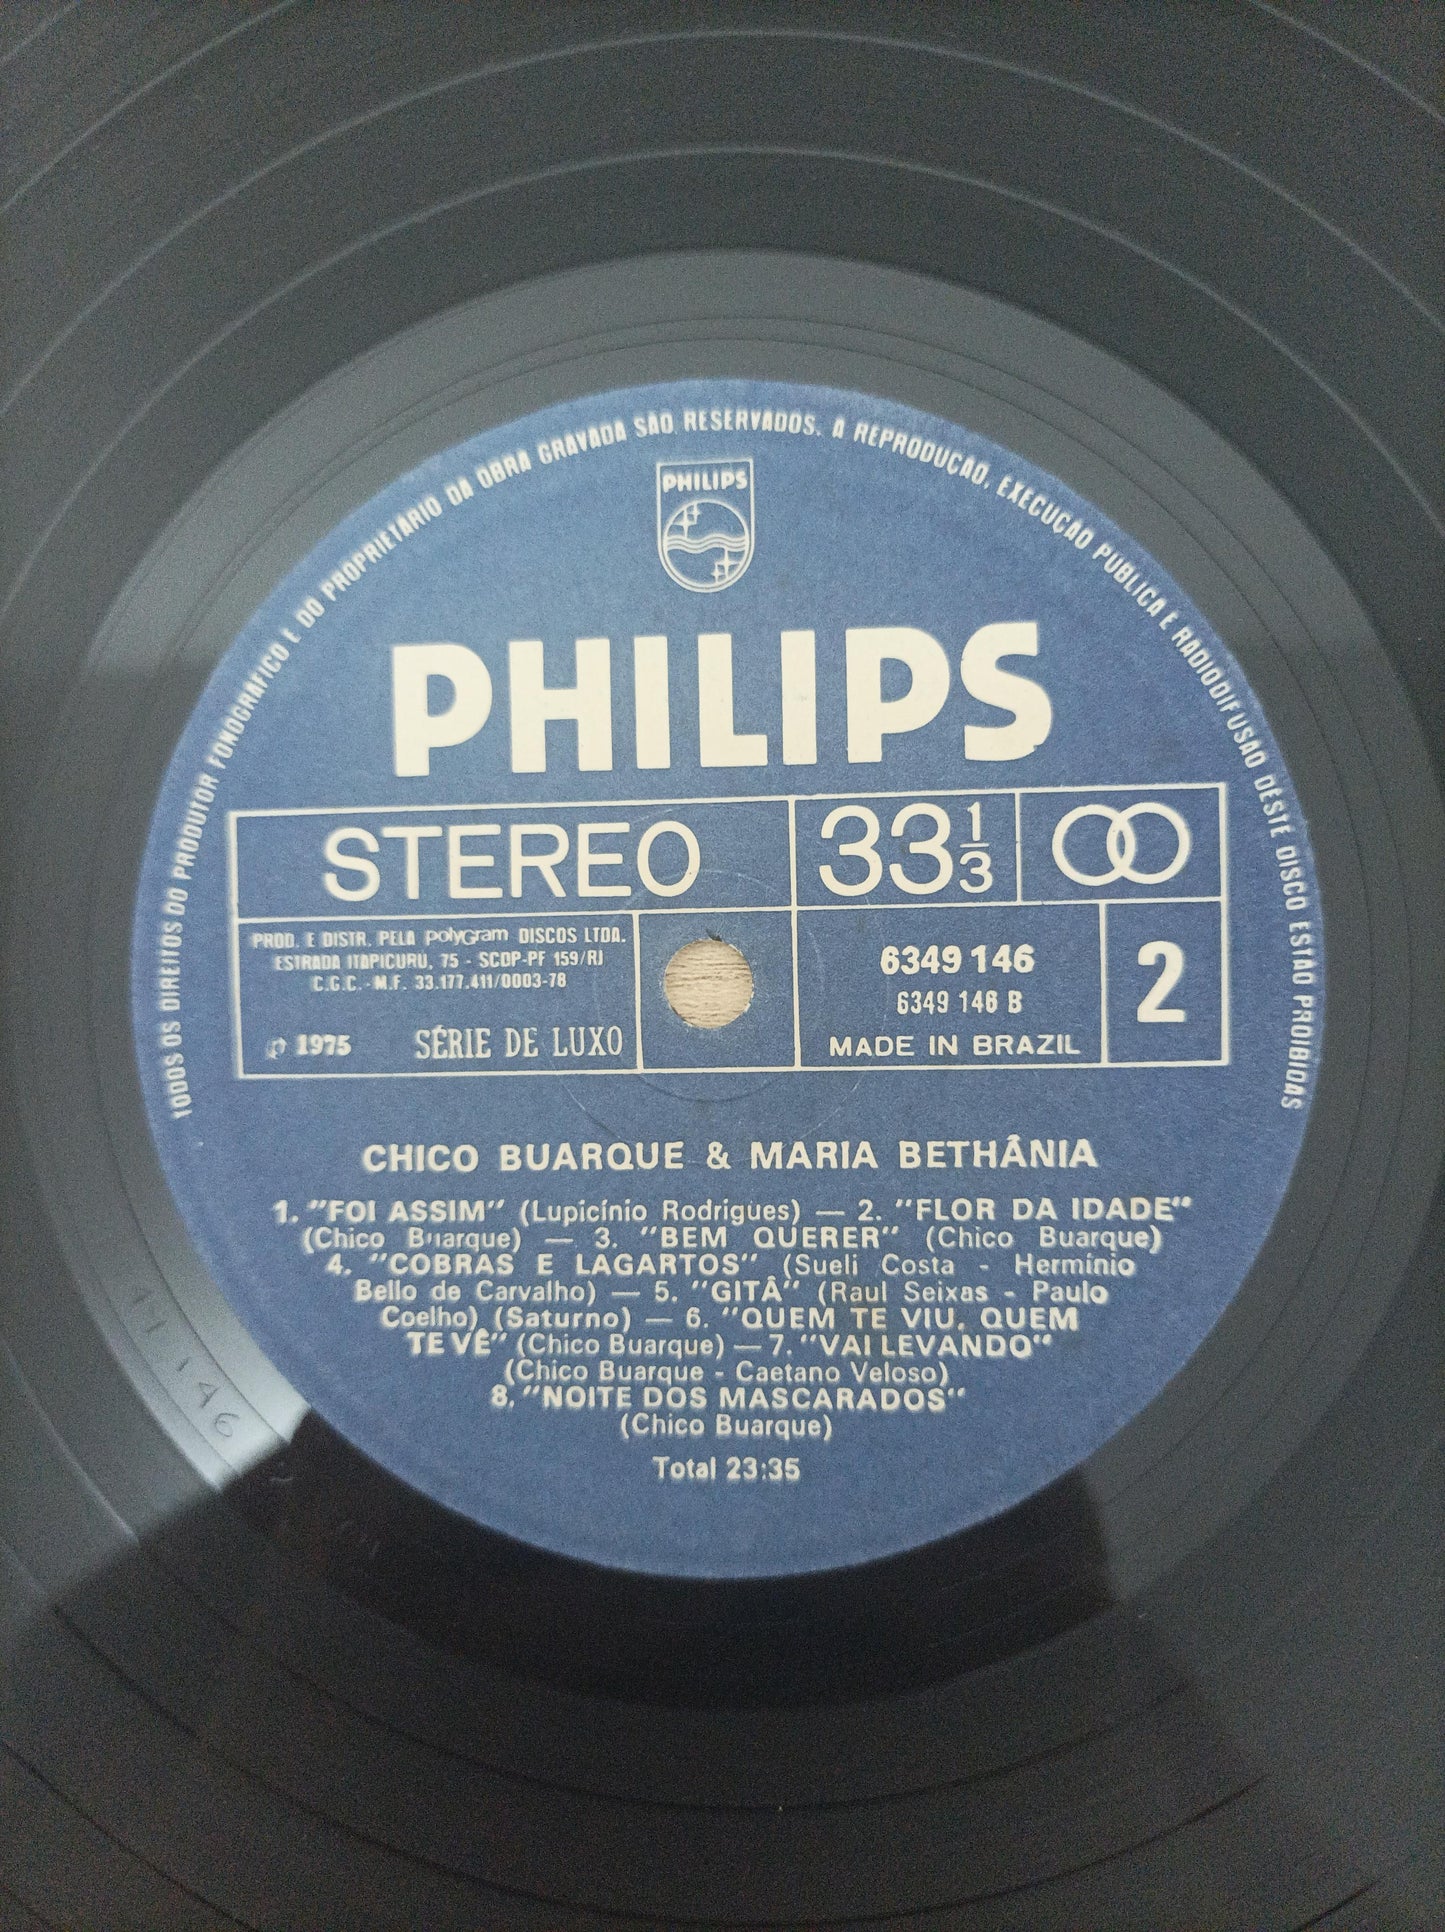 TODOS OS DIREITOS DO PRODUTOR FONOGRÁFICO E DO PROPRIETÁRIO DA OBRA GRAVADA SÃO RESERVADOS. A REPRODUÇÃO, EXECUÇÃO PÚBLICA E RADIODIFUSÃO DESTE DISCO ESTÃO PROIBIDAS
PHILIPS
PHILIPS
STEREO
33 1/3
PROD. E DISTR. PELA polyGram DISCOS LTDA.
ESTRADA ITAPICURU, 75 - SCDP-PF 159/RJ
C.G.C. - M.F. 33.177.411/0003-78
℗ 1975 SÉRIE DE LUXO
6349 146
6349 146 B
MADE IN BRAZIL
2
CHICO BUARQUE & MARIA BETHÂNIA
1. "FOI ASSIM" (Lupicínio Rodrigues) — 2. "FLOR DA IDADE"
(Chico Buarque) — 3. "BEM QUERER" (Chico Buarque)
4. "COBRAS E LAGARTOS" (Sueli Costa - Hermínio
Bello de Carvalho) — 5. "GITÂ" (Raul Seixas - Paulo
Coelho) (Saturno) — 6. "QUEM TE VIU, QUEM
TE VÊ" (Chico Buarque) — 7. "VAI LEVANDO"
(Chico Buarque - Caetano Veloso)
8. "NOITE DOS MASCARADOS"
(Chico Buarque)
Total 23:35